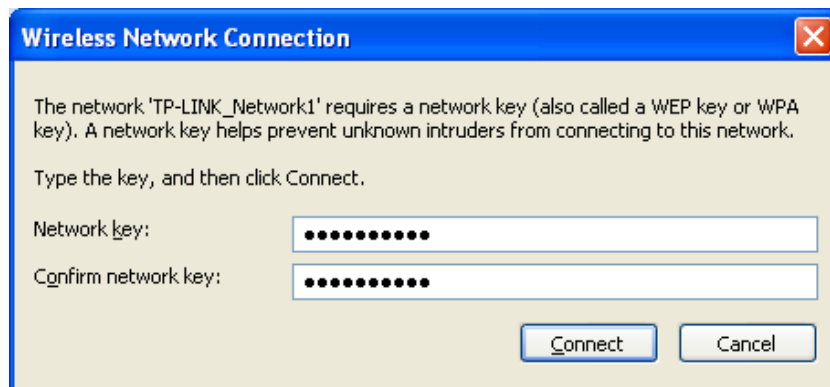 Wireless Network Connection
The network 'TP-LINK_Network1' requires a network key (also called a WEP key or WPA
key). A network key helps prevent unknown intruders from connecting to this network.
Type the key, and then click Connect.
Network key: ●●●●●●●●●●
Confirm network key: ●●●●●●●●●●
Connect Cancel